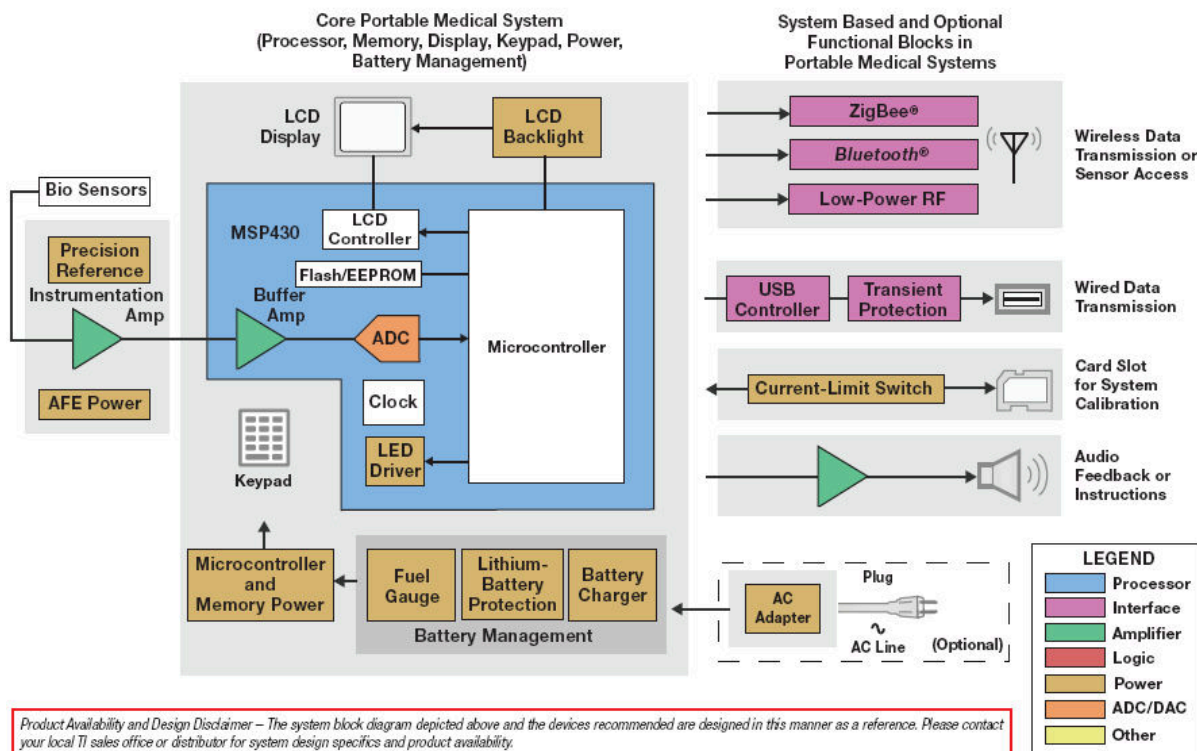 Core Portable Medical System
(Processor, Memory, Display, Keypad, Power,
Battery Management)
System Based and Optional
Functional Blocks in
Portable Medical Systems
LCD
Display
LCD
Backlight
Bio Sensors
Precision
Reference
Instrumentation
Amp
AFE Power
MSP430
LCD
Controller
Flash/EEPROM
Buffer
Amp
ADC
Microcontroller
Clock
LED
Driver
Keypad
Microcontroller
and
Memory Power
Fuel
Gauge
Lithium-
Battery
Protection
Battery
Charger
Battery Management
ZigBee®
Bluetooth®
Low-Power RF
Wireless Data
Transmission or
Sensor Access
USB
Controller
Transient
Protection
Wired Data
Transmission
Current-Limit Switch
Card Slot
for System
Calibration
Audio
Feedback or
Instructions
AC
Adapter
Plug
∿
AC Line
(Optional)
LEGEND
Processor
Interface
Amplifier
Logic
Power
ADC/DAC
Other
Product Availability and Design Disclaimer – The system block diagram depicted above and the devices recommended are designed in this manner as a reference. Please contact
your local TI sales office or distributor for system design specifics and product availability.